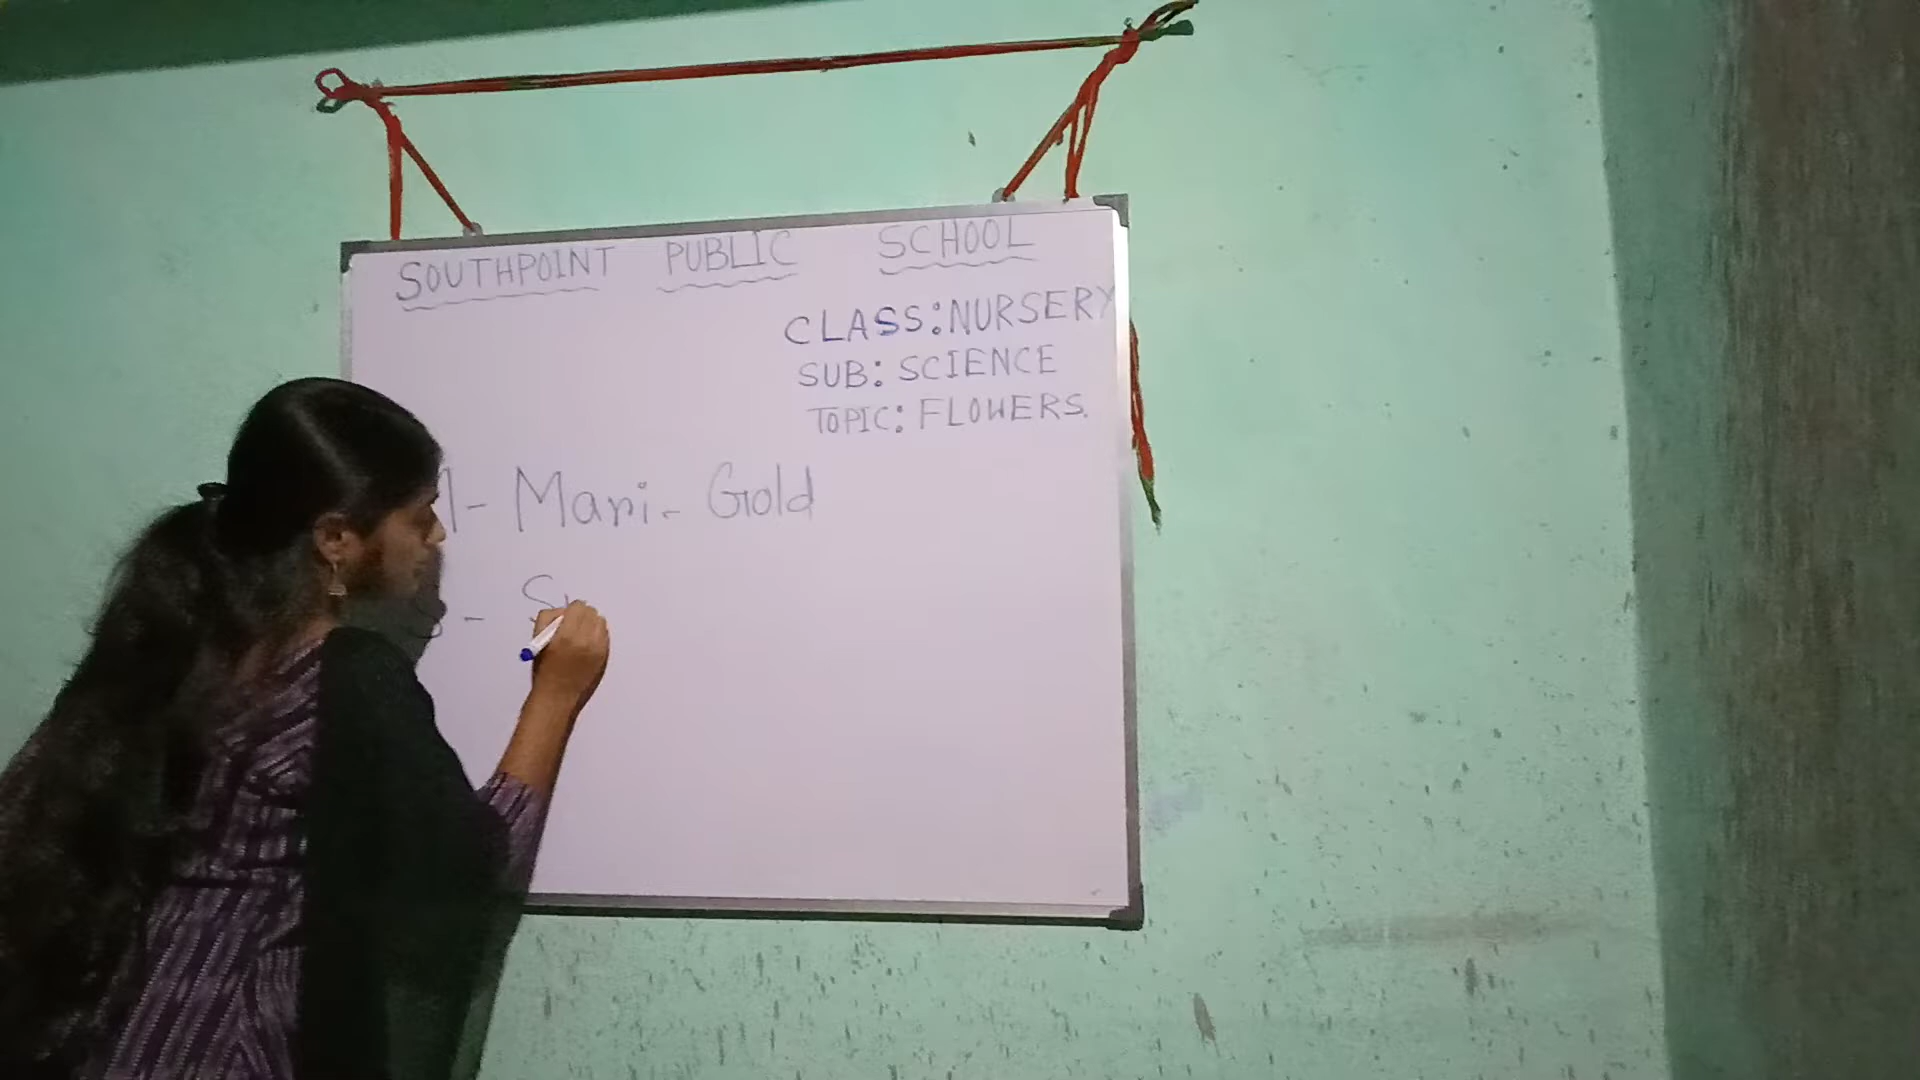 SOUTHPOINT PUBLIC SCHOOL
CLASS:NURSERY
SUB: SCIENCE
TOPIC: FLOWERS.
- Mari- Gold
S -